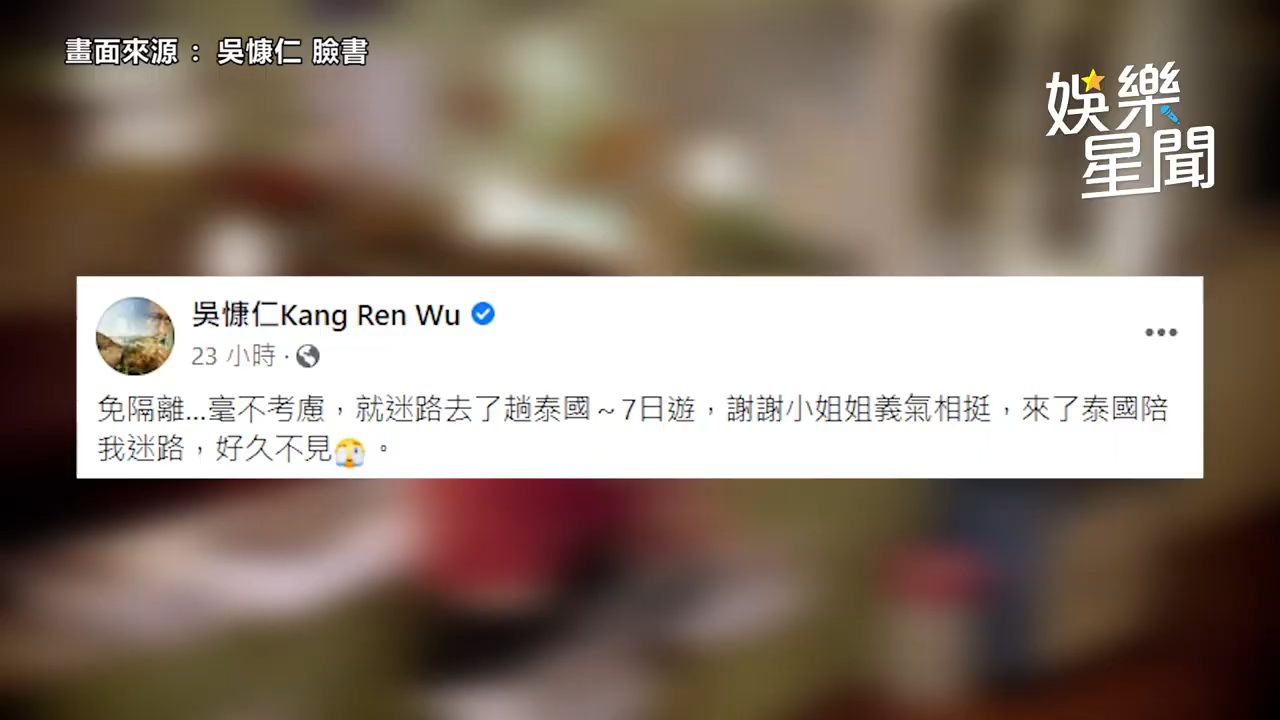 畫面來源 : 吳慷仁 臉書
娛樂
星聞
吳慷仁Kang Ren Wu
23 小時 ·
免隔離...毫不考慮，就迷路去了趟泰國～7日遊，謝謝小姐姐義氣相挺，來了泰國陪
我迷路，好久不見🫣。